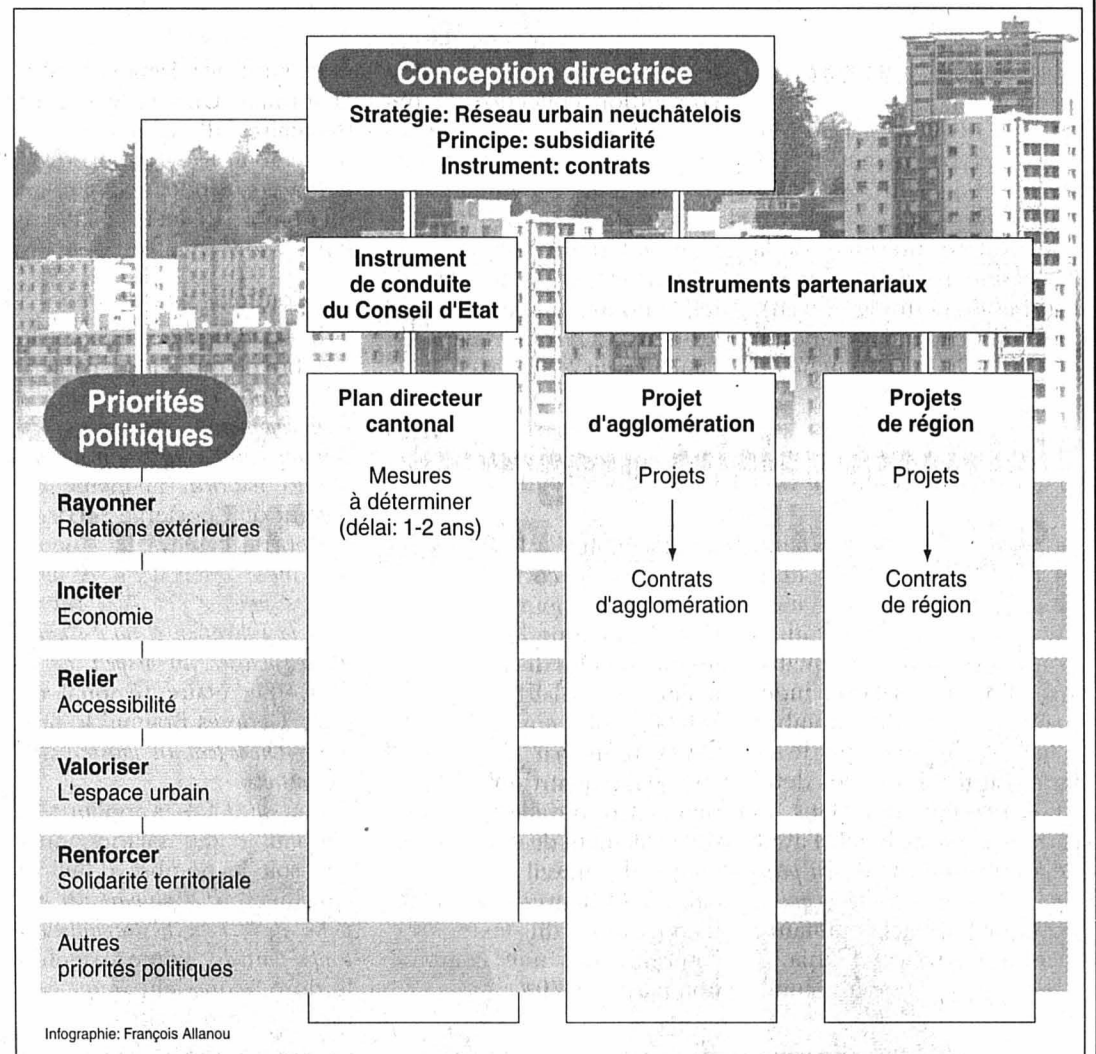 Conception directrice
Stratégie: Réseau urbain neuchâtelois
Principe: subsidiarité
Instrument: contrats
Instrument
de conduite
du Conseil d'Etat
Instruments partenariaux
Priorités
politiques
Plan directeur
cantonal
Mesures
à déterminer
(délai: 1-2 ans)
Projet
d'agglomération
Projets
Contrats
d'agglomération
Projets
de région
Projets
Contrats
de région
Rayonner
Relations extérieures
Inciter
Economie
Relier
Accessibilité
Valoriser
L'espace urbain
Renforcer
Solidarité territoriale
Autres
priorités politiques
Infographie: François Allanou